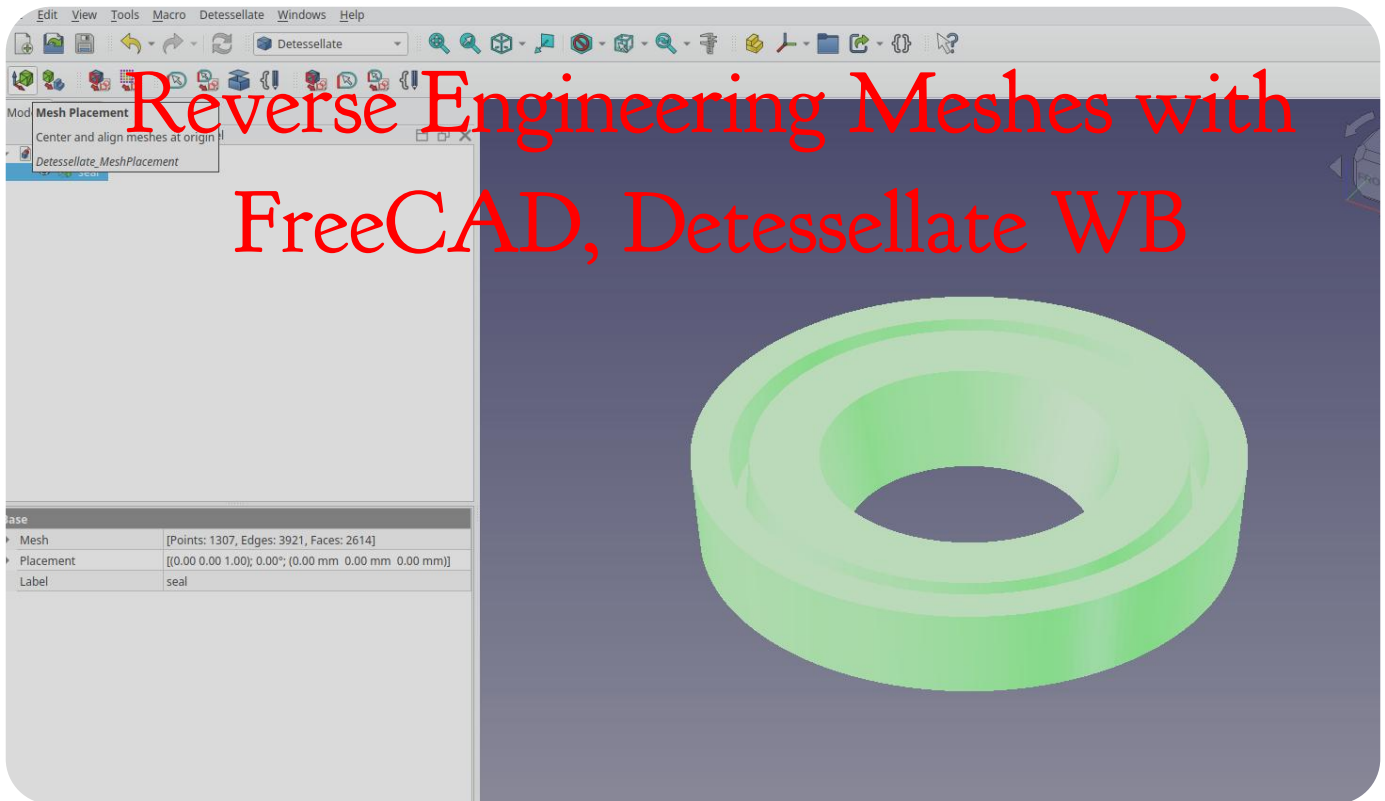 Edit View Tools Macro Detessellate Windows Help
Detessellate
Reverse Engineering Meshes with
FreeCAD, Detessellate WB
Mesh Placement
Center and align meshes at origin
Detessellate_MeshPlacement
seal
Mesh [Points: 1307, Edges: 3921, Faces: 2614]
Placement [(0.00 0.00 1.00); 0.00°; (0.00 mm 0.00 mm 0.00 mm)]
Label seal